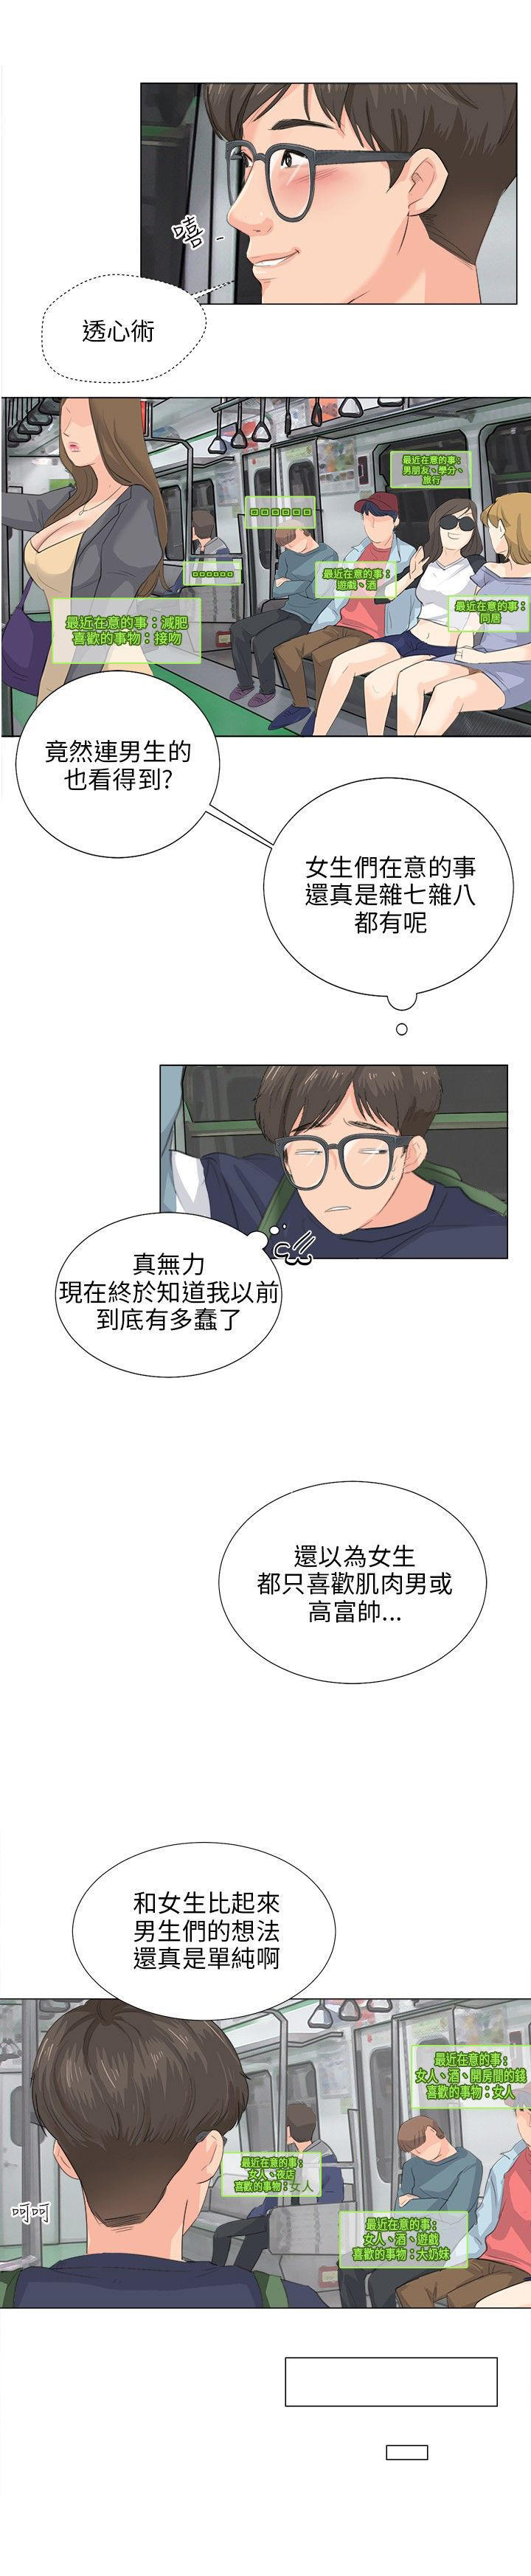 嘻
透心術
最近在意的事:
男朋友、學分、
旅行
最近在意的事:
遊戲、酒
最近在意的事:
同居
最近在意的事:減肥
喜歡的事物:接吻
竟然連男生的
也看得到?
女生們在意的事
還真是雜七雜八
都有呢
真無力
現在終於知道我以前
到底有多蠢了
還以為女生
都只喜歡肌肉男或
高富帥...
和女生比起來
男生們的想法
還真是單純啊
最近在意的事:
女人、酒、開房間的錢
喜歡的事物:女人
最近在意的事:
女人、夜店
喜歡的事物:女人
呵呵
最近在意的事:
女人、酒、遊戲
喜歡的事物:大奶妹